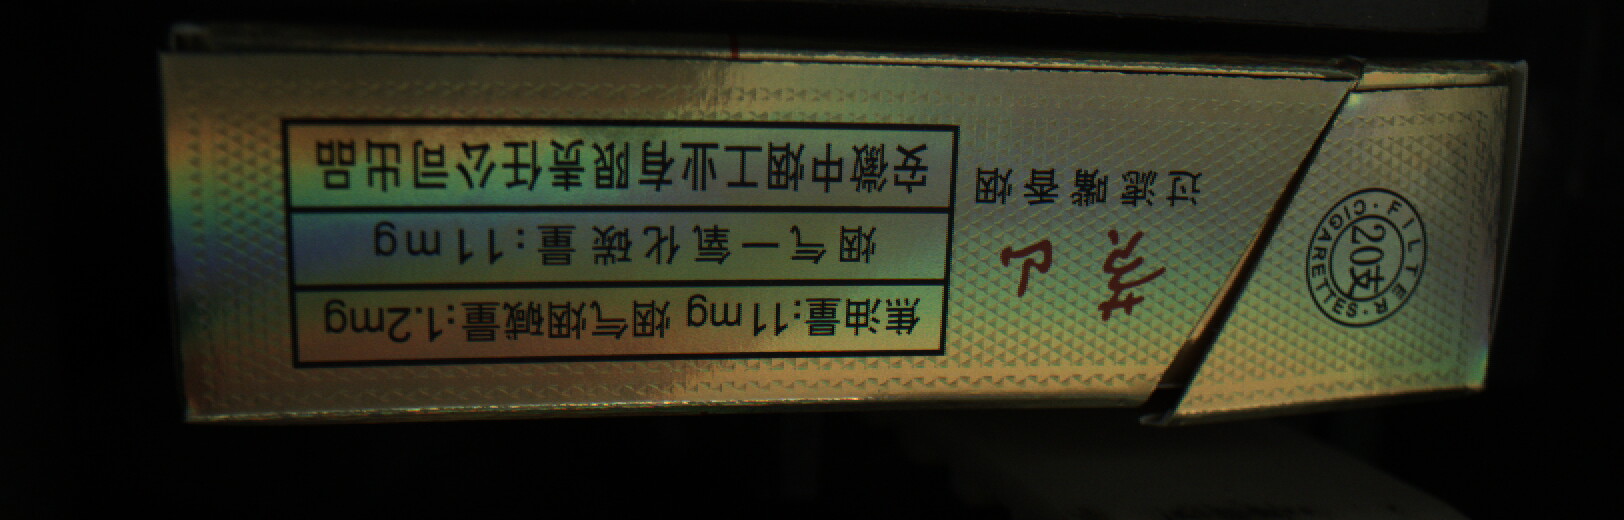 FILTER·CIGARETTES·
20支
黄山
过滤嘴香烟
焦油量:11mg 烟气烟碱量:1.2mg
烟气一氧化碳量:11mg
安徽中烟工业有限责任公司出品